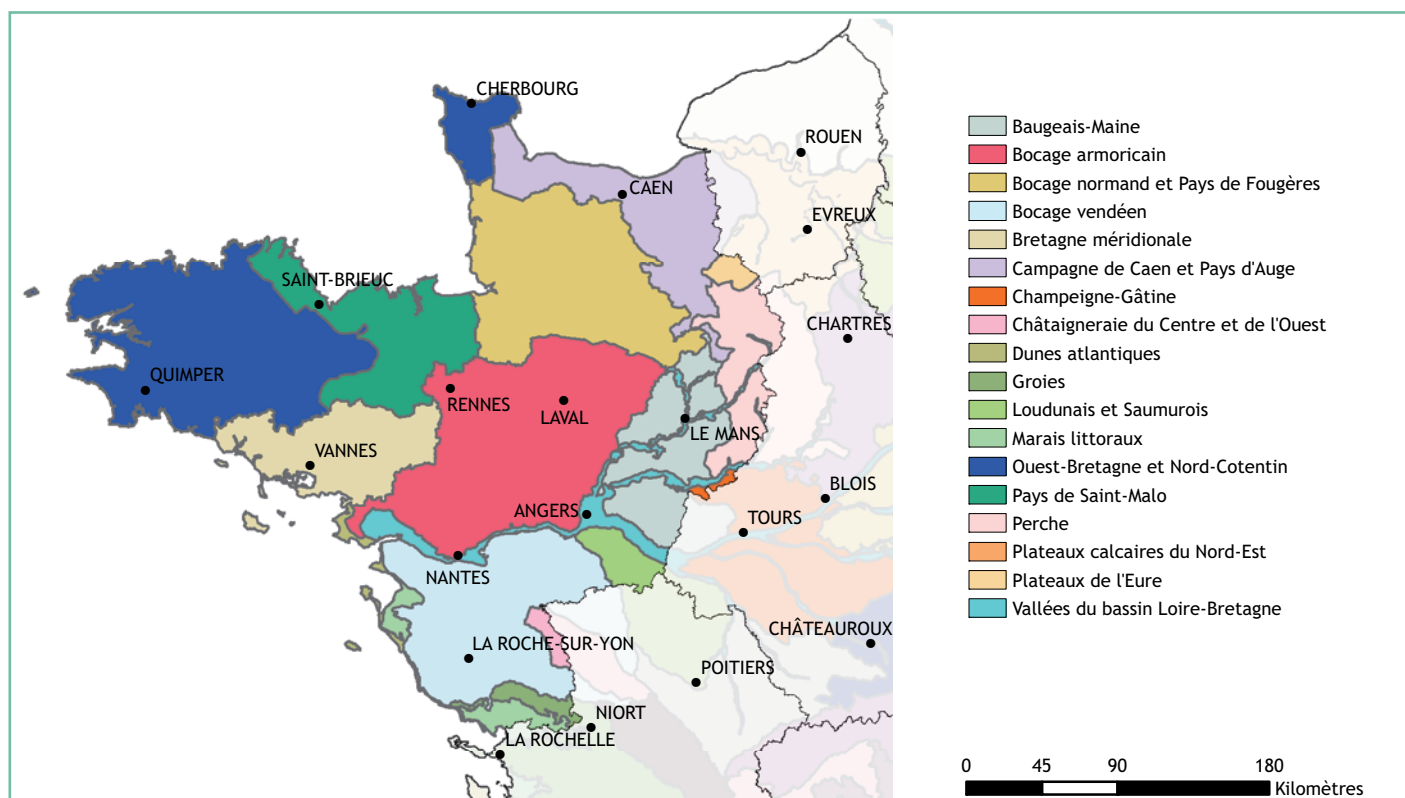 CHERBOURG
ROUEN
CAEN
EVREUX
SAINT-BRIEUC
CHARTRES
QUIMPER
RENNES
LAVAL
LE MANS
VANNES
BLOIS
ANGERS
TOURS
NANTES
CHÂTEAUROUX
LA ROCHE-SUR-YON
POITIERS
NIORT
LA ROCHELLE
Baugeais-Maine
Bocage armoricain
Bocage normand et Pays de Fougères
Bocage vendéen
Bretagne méridionale
Campagne de Caen et Pays d'Auge
Champeigne-Gâtine
Châtaigneraie du Centre et de l'Ouest
Dunes atlantiques
Groies
Loudunais et Saumurois
Marais littoraux
Ouest-Bretagne et Nord-Cotentin
Pays de Saint-Malo
Perche
Plateaux calcaires du Nord-Est
Plateaux de l'Eure
Vallées du bassin Loire-Bretagne
0 45 90 180
Kilomètres